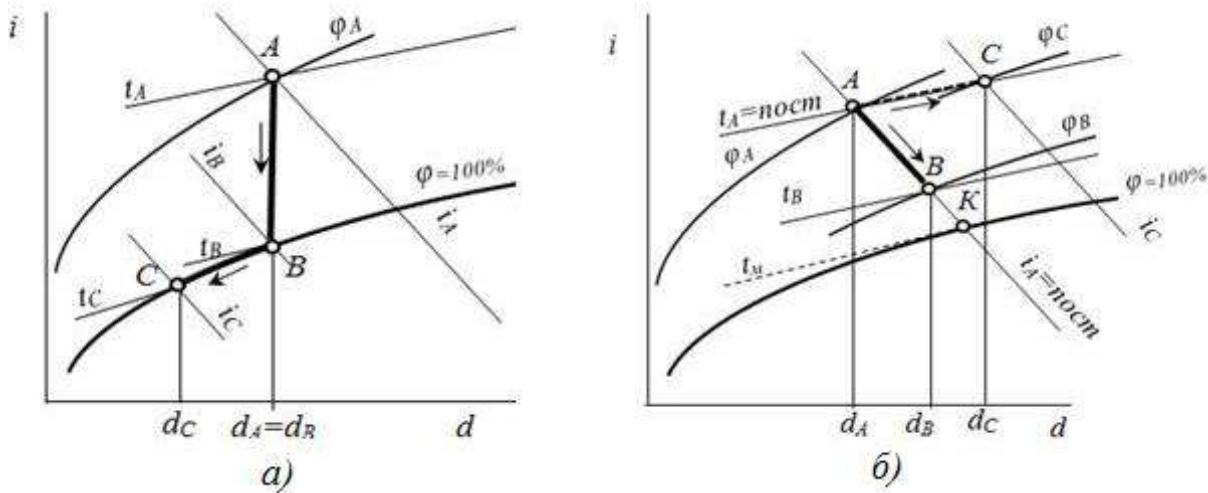 i
φA
A
tA
iB
φ=100%
iA
tB
B
C
tC
iC
dC
dA=dB
d
а)
i
φC
C
A
tA=пост
φB
φA
B
tB
K
φ=100%
iC
tм
iA=пост
dA
dB
dC
d
б)